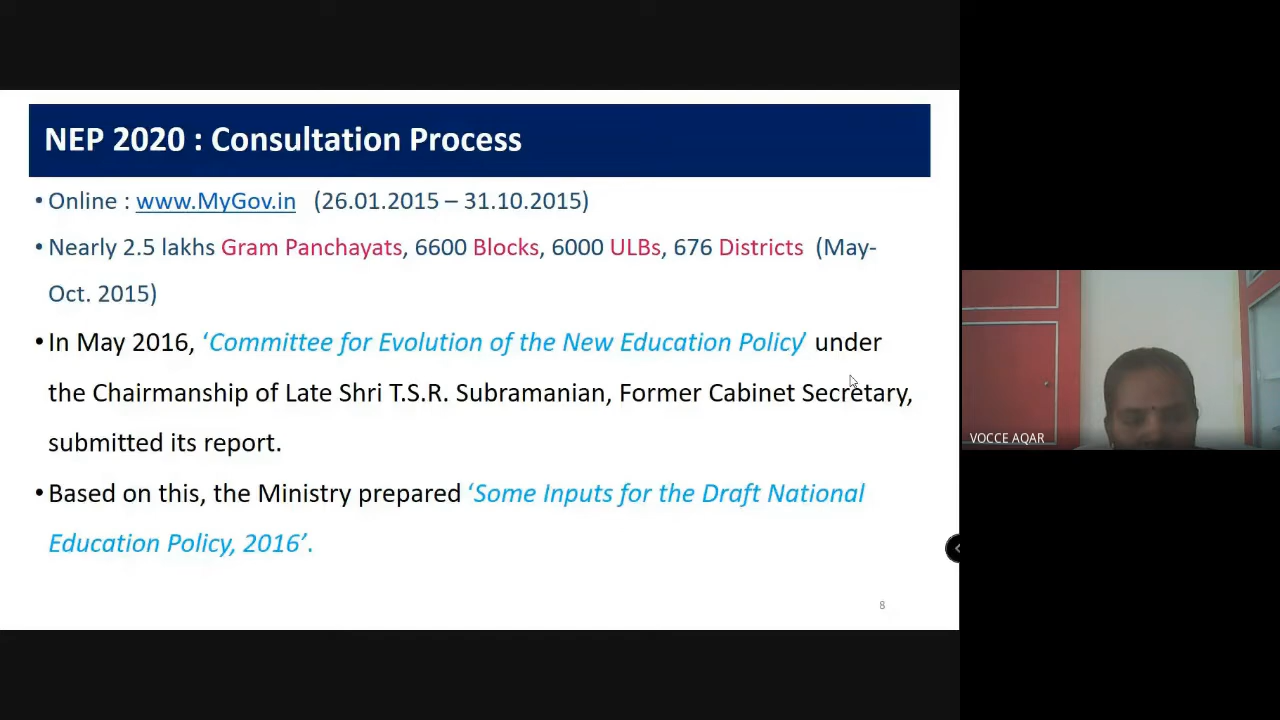 NEP 2020 : Consultation Process
• Online : www.MyGov.in (26.01.2015 – 31.10.2015)
• Nearly 2.5 lakhs Gram Panchayats, 6600 Blocks, 6000 ULBs, 676 Districts (May-
Oct. 2015)
• In May 2016, ‘Committee for Evolution of the New Education Policy’ under
the Chairmanship of Late Shri T.S.R. Subramanian, Former Cabinet Secretary,
submitted its report.
• Based on this, the Ministry prepared ‘Some Inputs for the Draft National
Education Policy, 2016’.
8
VOCCE AQAR